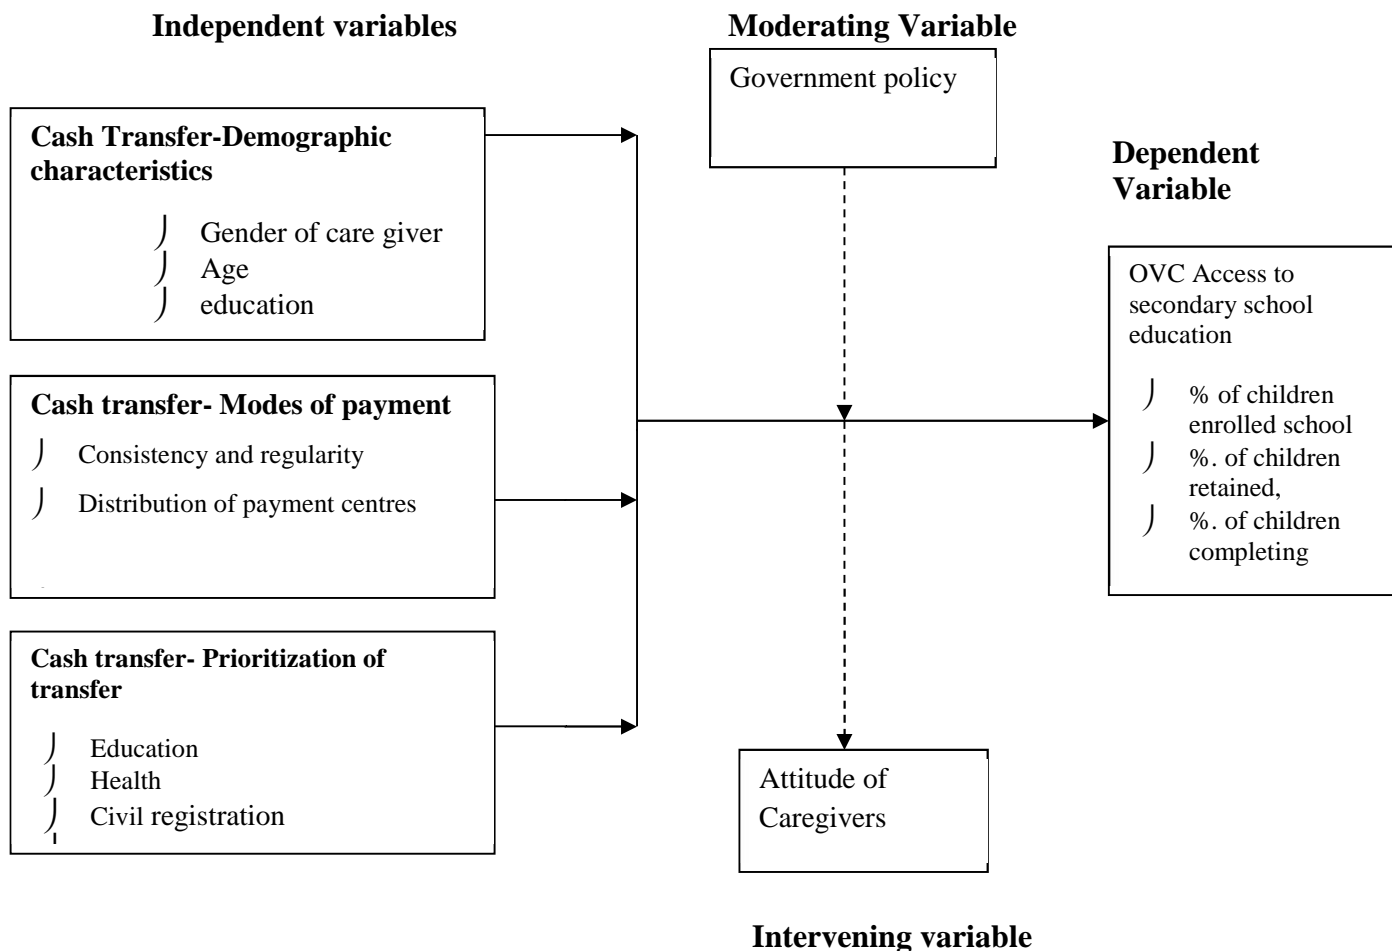 Independent variables
Moderating Variable
Government policy
Cash Transfer-Demographic
characteristics
Gender of care giver
Age
education
Dependent
Variable
OVC Access to
secondary school
education
% of children
enrolled school
%. of children
retained,
%. of children
completing
Cash transfer- Modes of payment
Consistency and regularity
Distribution of payment centres
Cash transfer- Prioritization of
transfer
Education
Health
Civil registration
Attitude of
Caregivers
Intervening variable